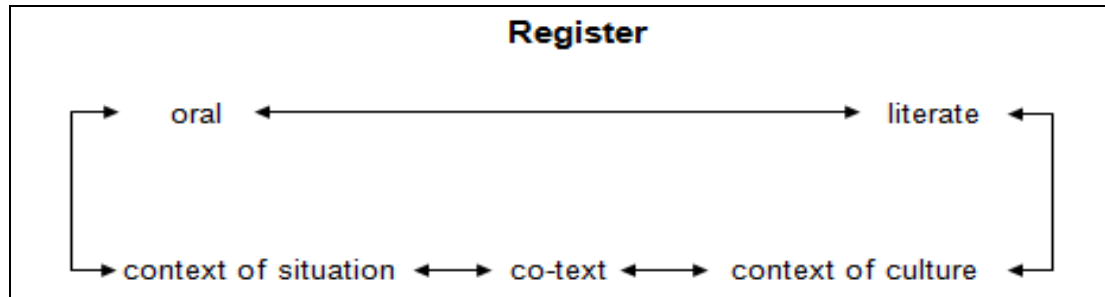 Register
oral literate
context of situation co-text context of culture